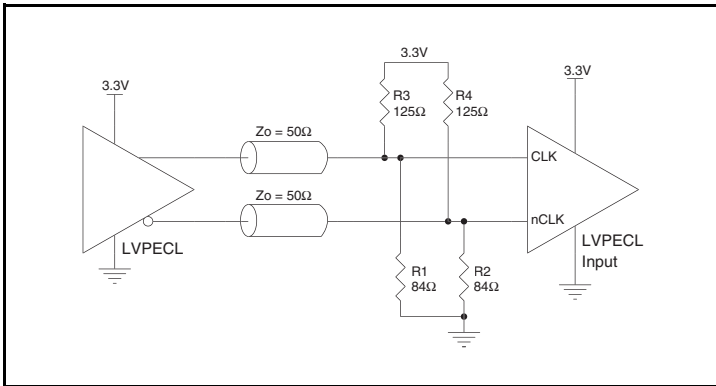 3.3V
3.3V
3.3V
R3
125Ω
R4
125Ω
Zo = 50Ω
CLK
Zo = 50Ω
nCLK
LVPECL
LVPECL
Input
R1
84Ω
R2
84Ω